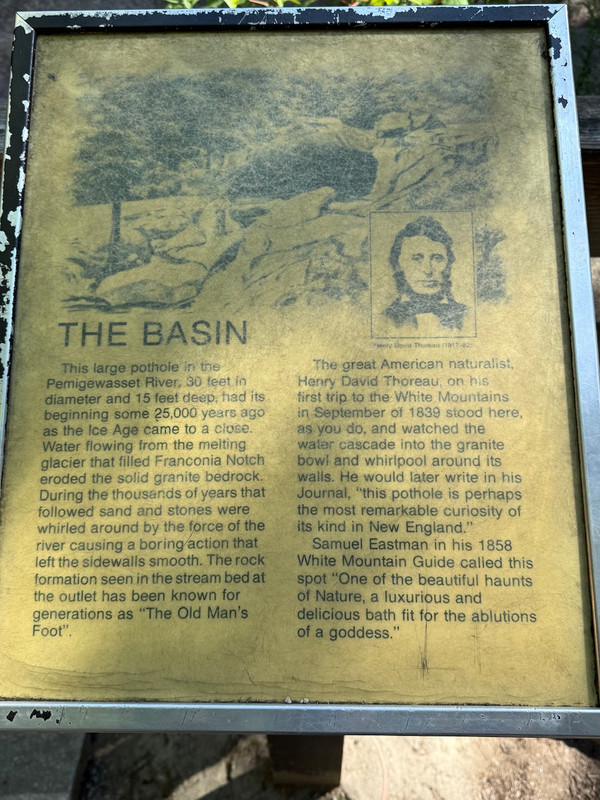 Henry David Thoreau (1817-62)
THE BASIN
This large pothole in the
Pemigewasset River, 30 feet in
diameter and 15 feet deep, had its
beginning some 25,000 years ago
as the Ice Age came to a close.
Water flowing from the melting
glacier that filled Franconia Notch
eroded the solid granite bedrock.
During the thousands of years that
followed sand and stones were
whirled around by the force of the
river causing a boring action that
left the sidewalls smooth. The rock
formation seen in the stream bed at
the outlet has been known for
generations as “The Old Man’s
Foot”.
The great American naturalist,
Henry David Thoreau, on his
first trip to the White Mountains
in September of 1839 stood here,
as you do, and watched the
water cascade into the granite
bowl and whirlpool around its
walls. He would later write in his
Journal, “this pothole is perhaps
the most remarkable curiosity of
its kind in New England.”
Samuel Eastman in his 1858
White Mountain Guide called this
spot “One of the beautiful haunts
of Nature, a luxurious and
delicious bath fit for the ablutions
of a goddess.”